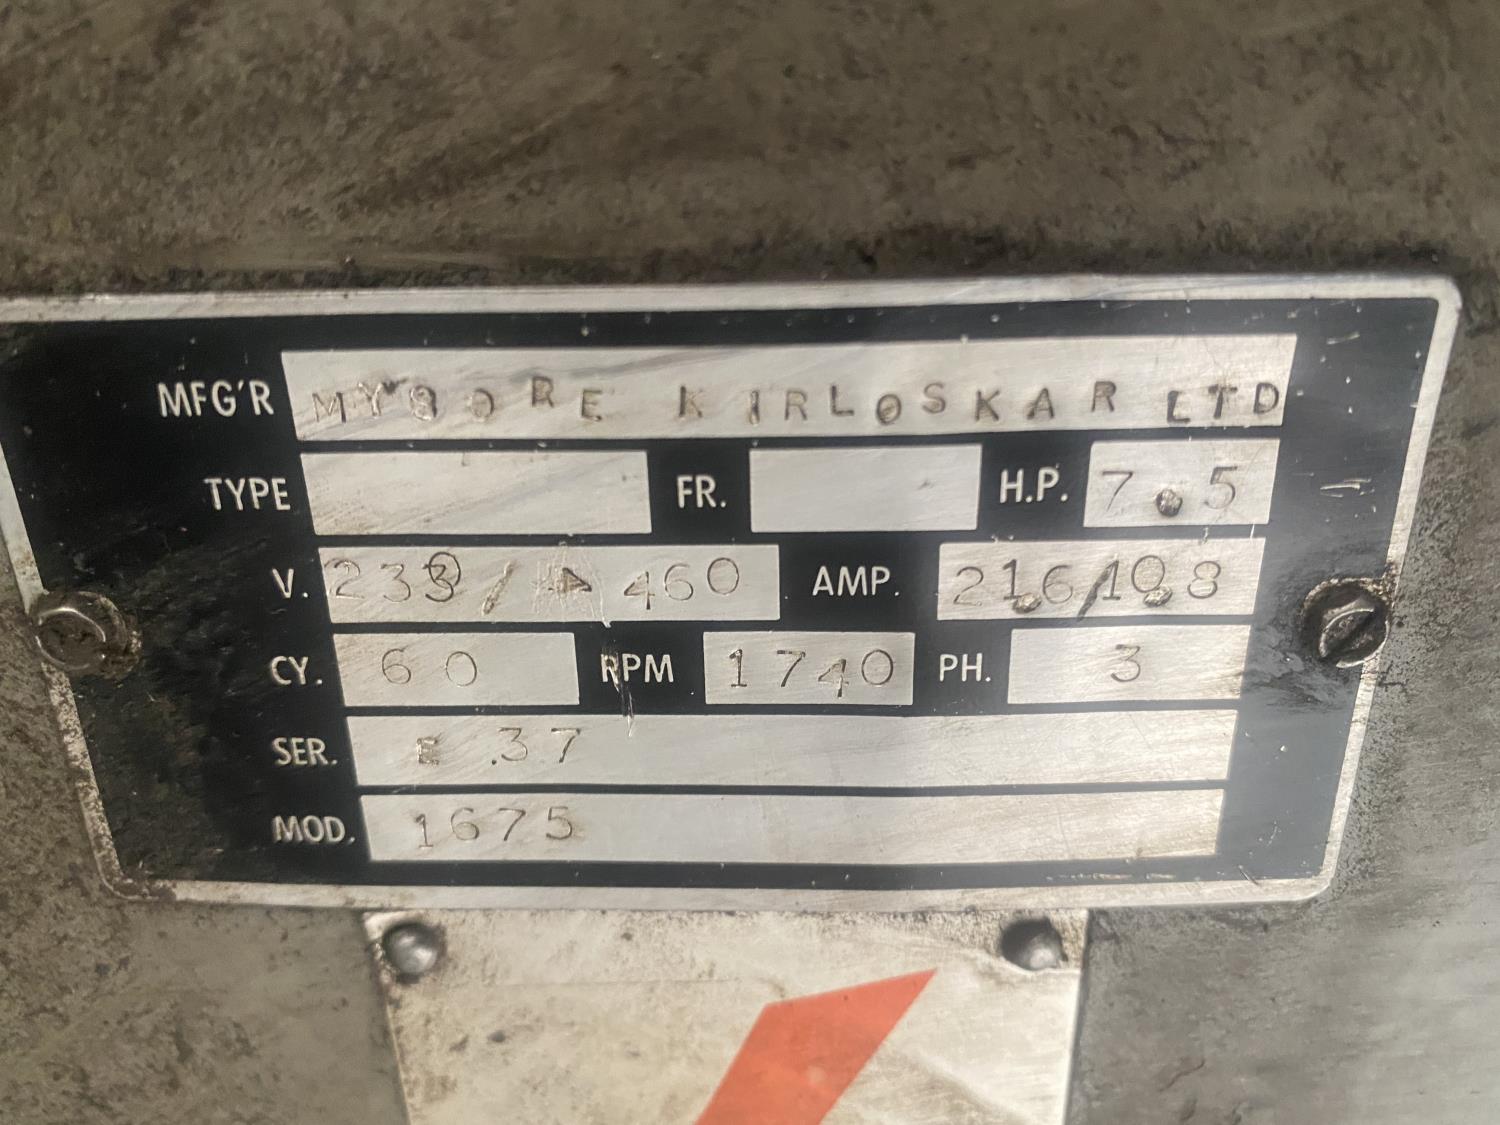 MFG'R MYSORE KIRLOSKAR LTD
TYPE FR. H.P. 7.5
V. 230/460 AMP. 21.6/10.8
CY. 60 RPM 1740 PH. 3
SER. E .37
MOD. 1675